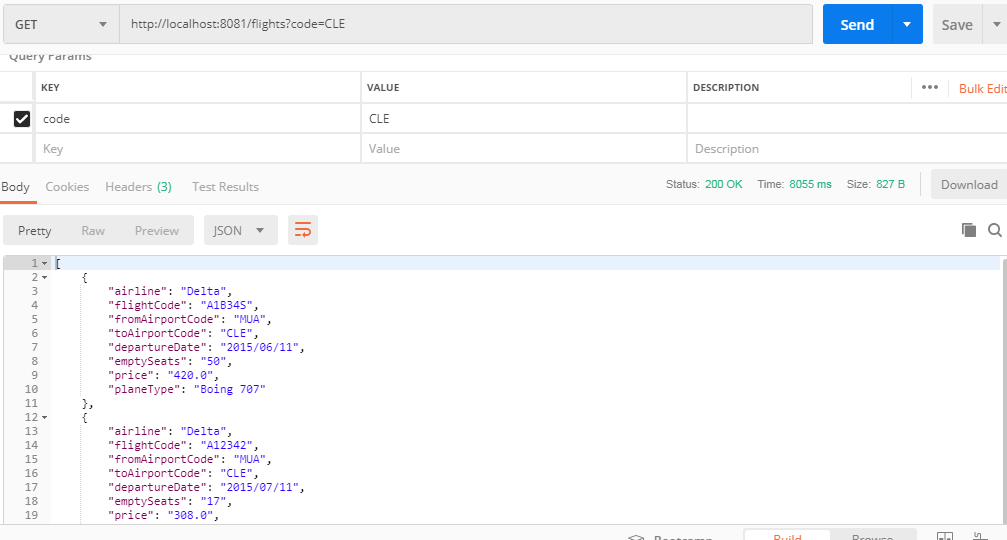 GET http://localhost:8081/flights?code=CLE Send Save
Query Params
KEY VALUE DESCRIPTION ••• Bulk Edit
code CLE
Key Value Description
Body Cookies Headers (3) Test Results Status: 200 OK Time: 8055 ms Size: 827 B Download
Pretty Raw Preview JSON
1 [
2 {
3 "airline": "Delta",
4 "flightCode": "A1B34S",
5 "fromAirportCode": "MUA",
6 "toAirportCode": "CLE",
7 "departureDate": "2015/06/11",
8 "emptySeats": "50",
9 "price": "420.0",
10 "planeType": "Boing 707"
11 },
12 {
13 "airline": "Delta",
14 "flightCode": "A12342",
15 "fromAirportCode": "MUA",
16 "toAirportCode": "CLE",
17 "departureDate": "2015/07/11",
18 "emptySeats": "17",
19 "price": "308.0",
Bootcamp Build Browse